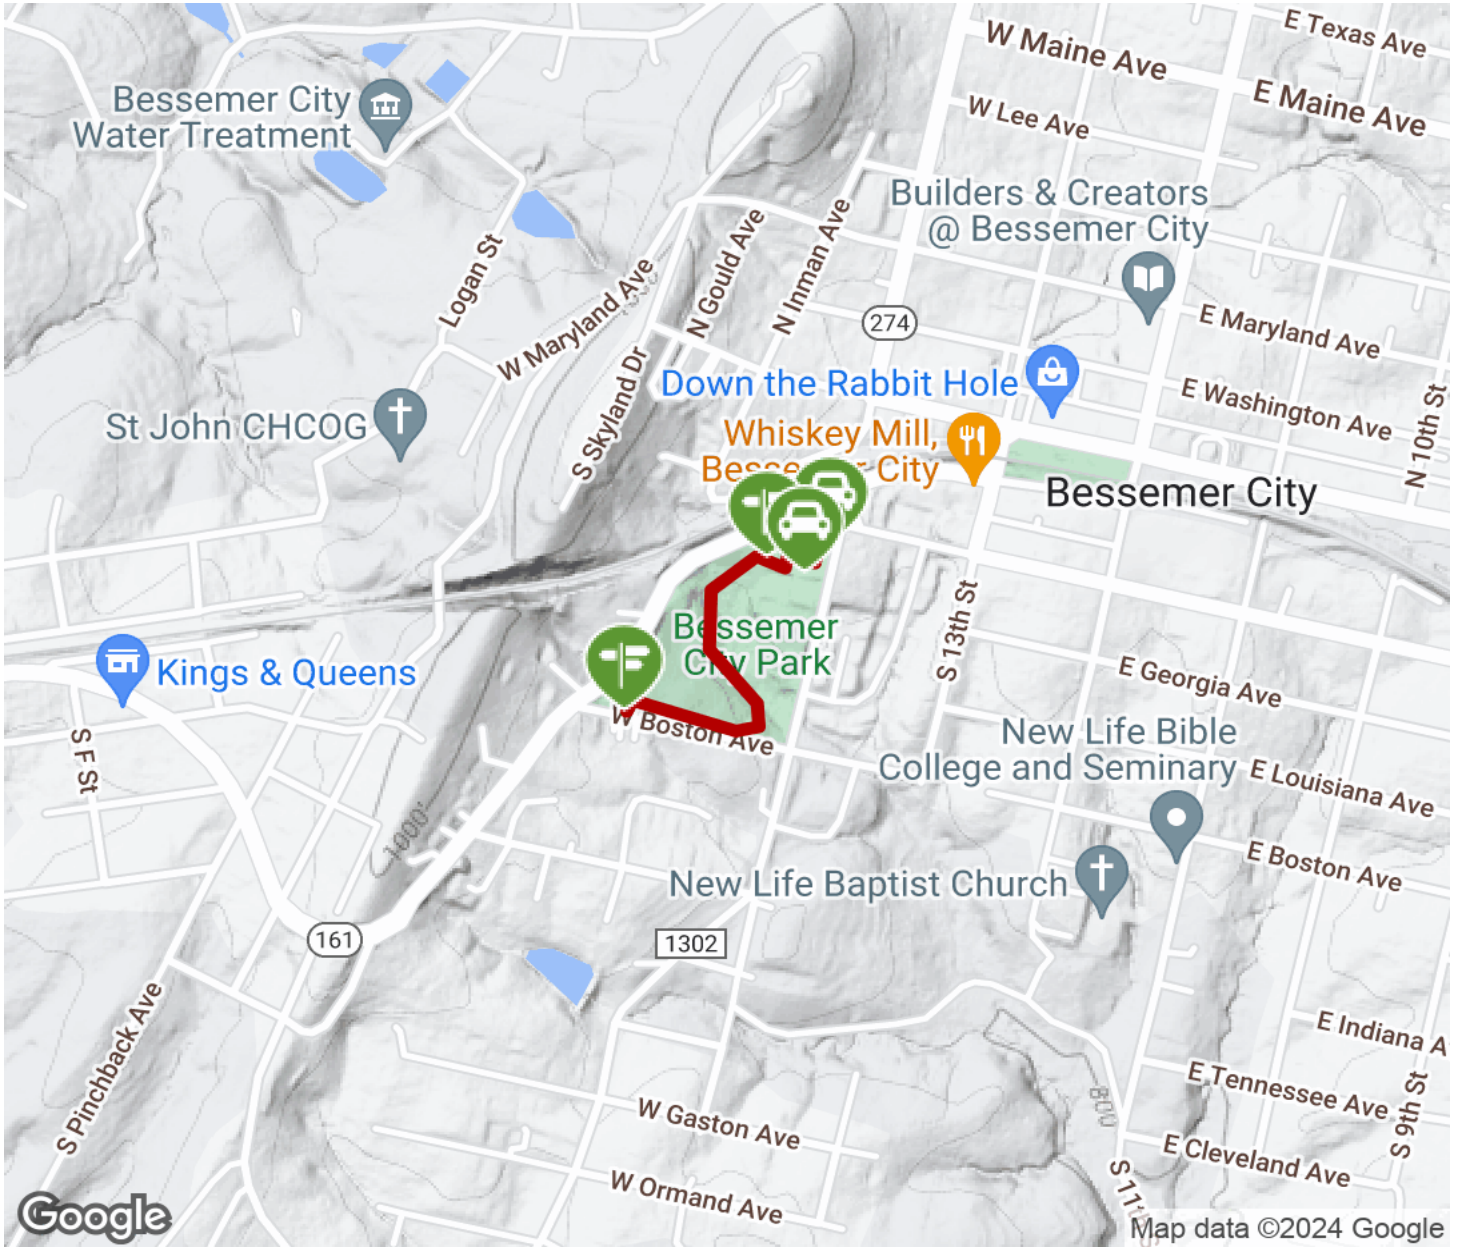 E Texas Ave
W Maine Ave
E Maine Ave
Bessemer City
Water Treatment
W Lee Ave
Builders & Creators
@ Bessemer City
N Gould Ave
N Inman Ave
Logan St
W Maryland Ave
274
E Maryland Ave
S Skyland Dr
Down the Rabbit Hole
E Washington Ave
N 10th St
St John CHCOG
Whiskey Mill,
Bessemer City
Bessemer City
S 13th St
Bessemer
City Park
Kings & Queens
E Georgia Ave
S F St
W Boston Ave
New Life Bible
College and Seminary
E Louisiana Ave
1000'
E Boston Ave
New Life Baptist Church
161
1302
S Pinchback Ave
E Indiana A
800
E Tennessee Ave
S 9th St
W Gaston Ave
E Cleveland Ave
W Ormand Ave
S 11
Google
Map data ©2024 Google